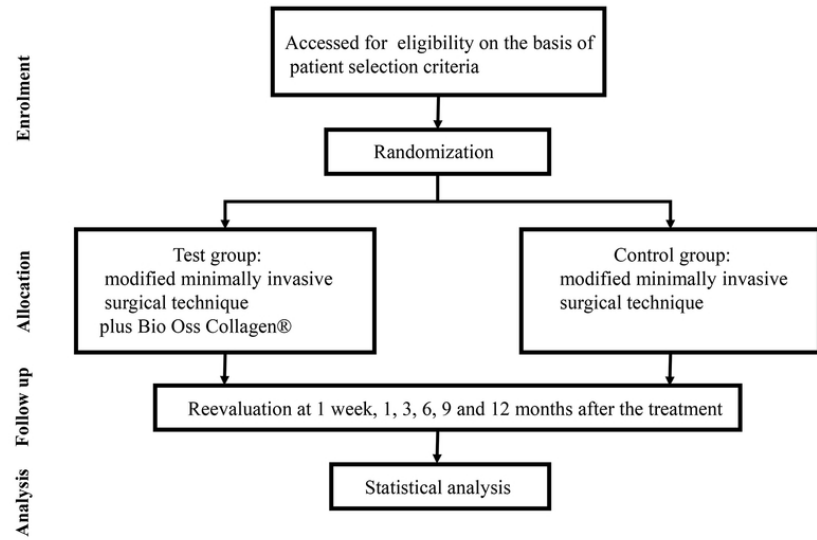 Enrolment
Accessed for eligibility on the basis of
patient selection criteria
Randomization
Allocation
Test group:
modified minimally invasive
surgical technique
plus Bio Oss Collagen®
Control group:
modified minimally invasive
surgical technique
Follow up
Reevaluation at 1 week, 1, 3, 6, 9 and 12 months after the treatment
Analysis
Statistical analysis